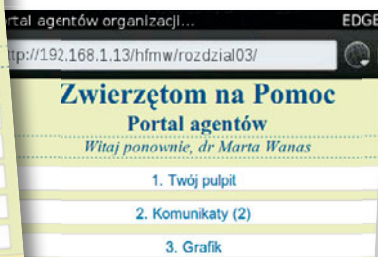 rtal agentów organizacji... EDGE
tp://192.168.1.13/hfmw/rozdzial03/
Zwierzętom na Pomoc
Portal agentów
Witaj ponownie, dr Marta Wanas
1. Twój pulpit
2. Komunikaty (2)
3. Grafik